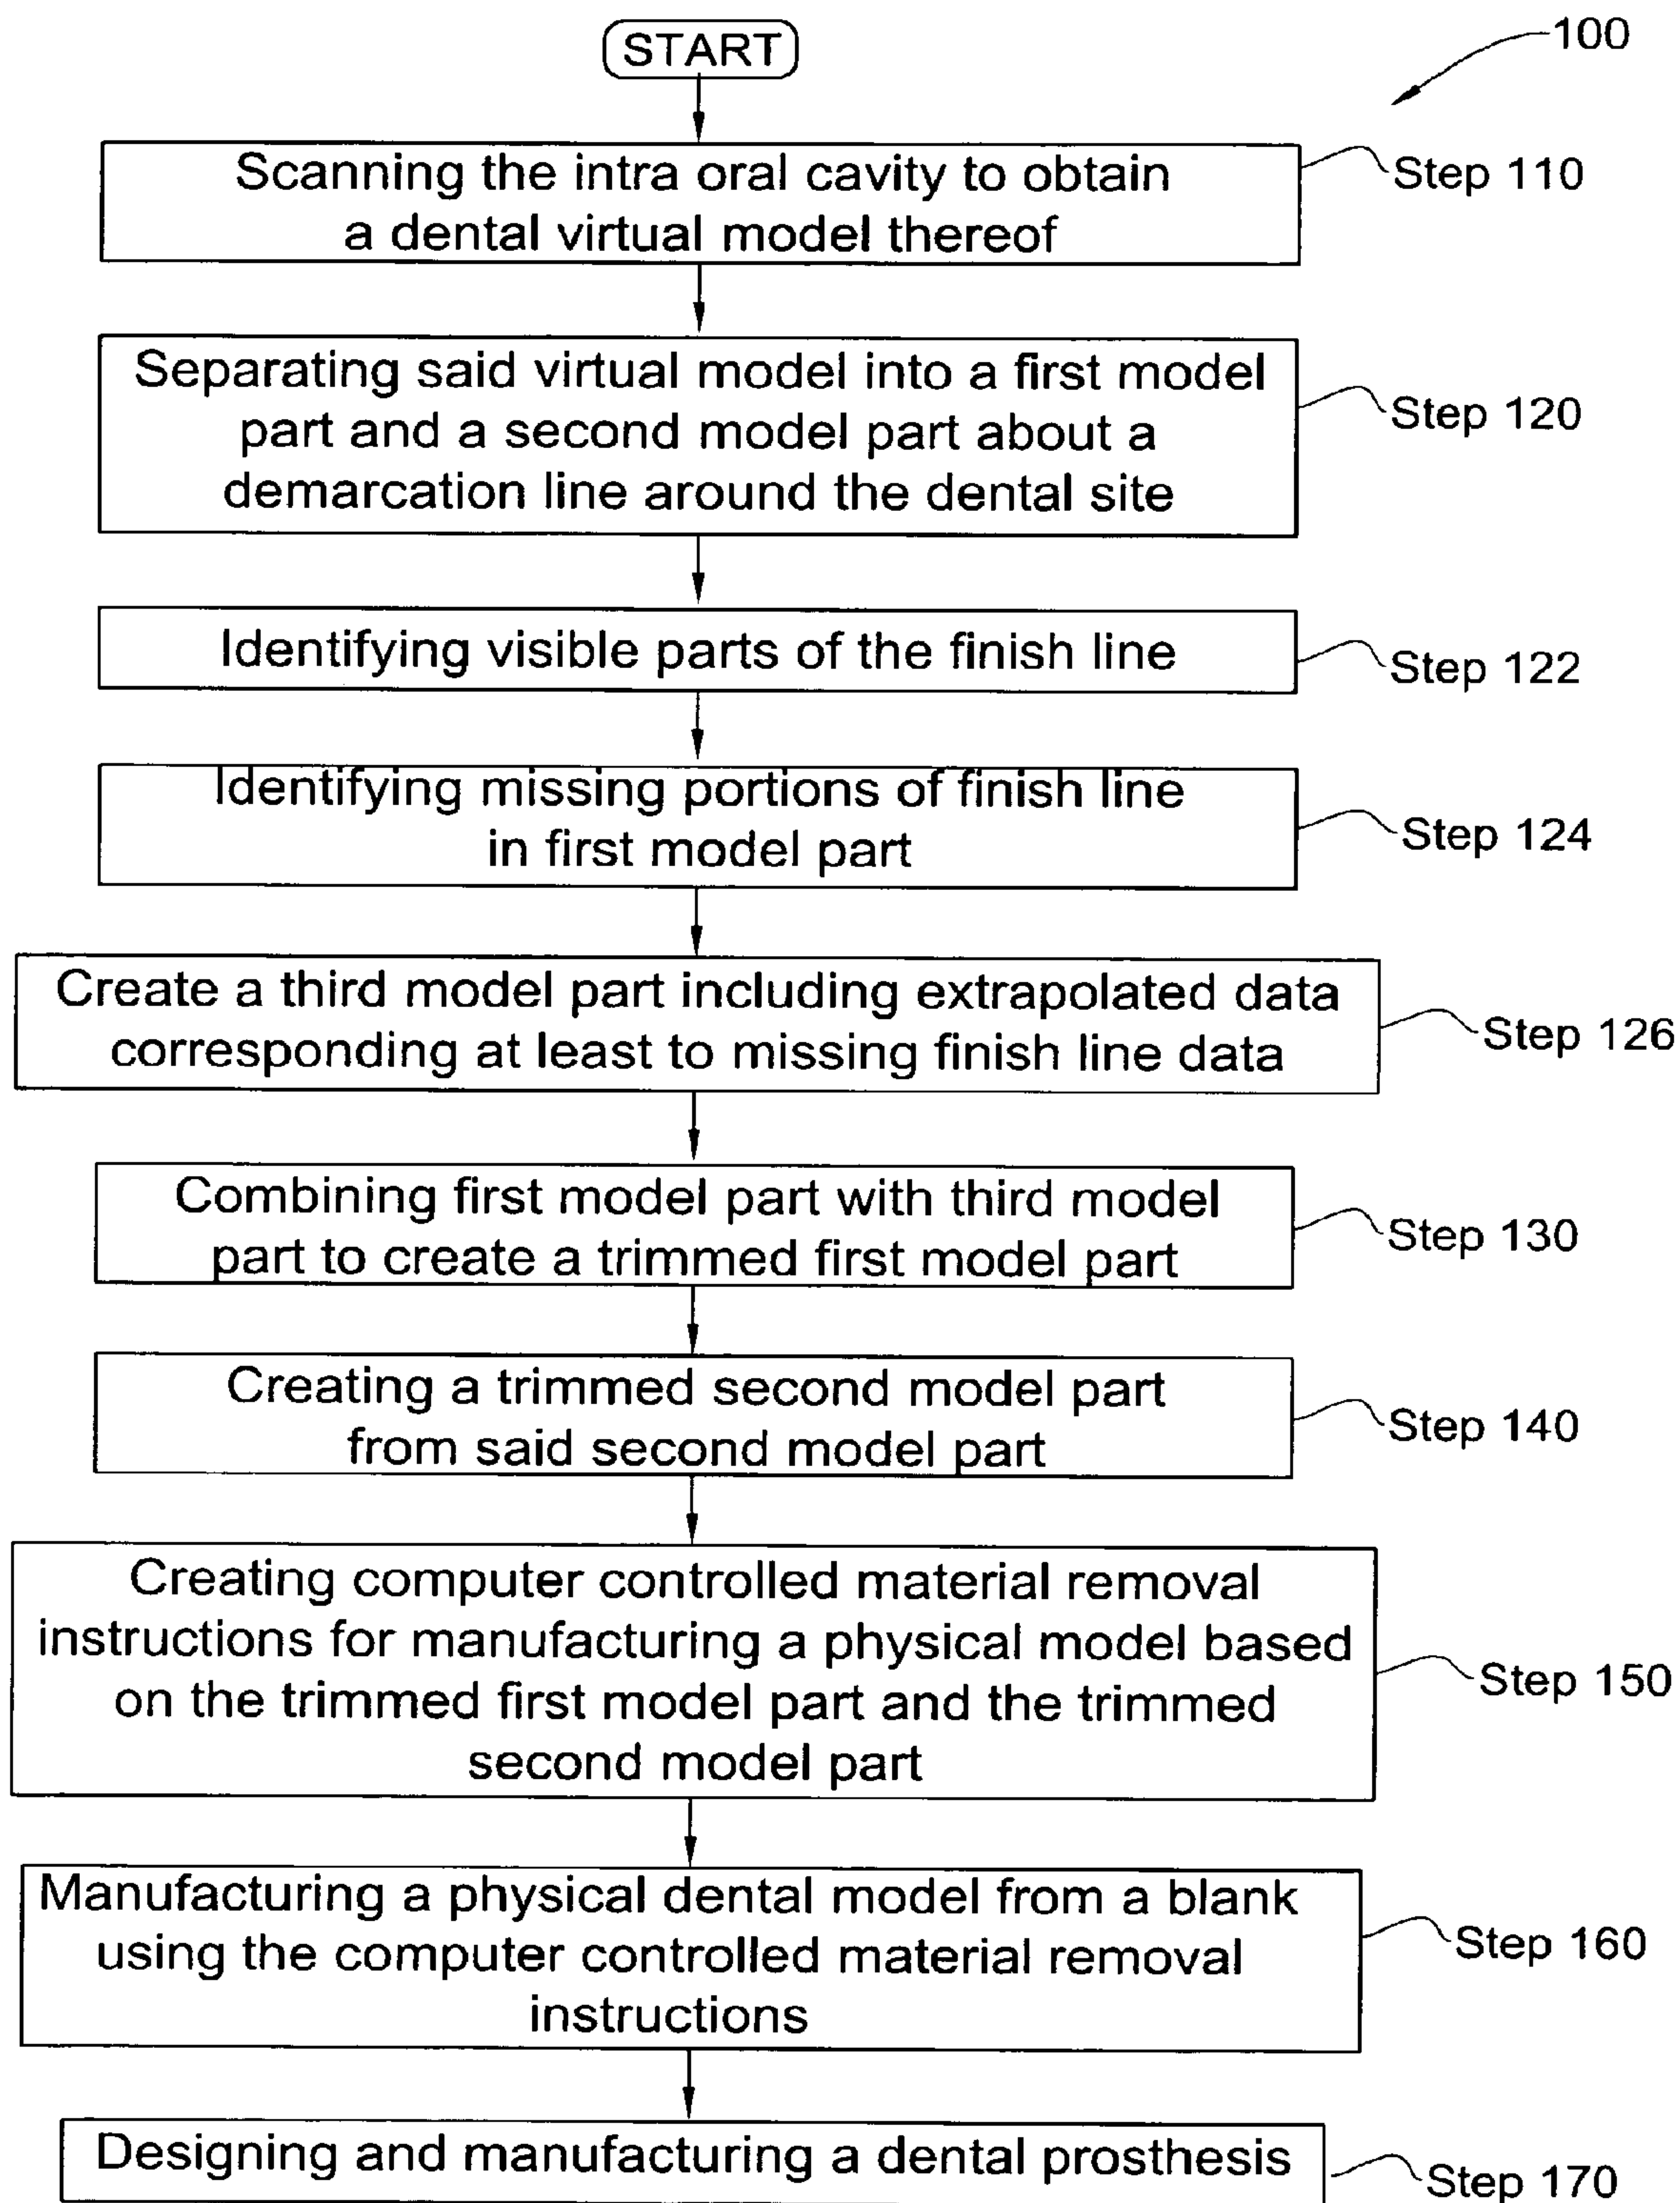 START
100
Scanning the intra oral cavity to obtain
a dental virtual model thereof
Step 110
Separating said virtual model into a first model
part and a second model part about a
demarcation line around the dental site
Step 120
Identifying visible parts of the finish line
Step 122
Identifying missing portions of finish line
in first model part
Step 124
Create a third model part including extrapolated data
corresponding at least to missing finish line data
Step 126
Combining first model part with third model
part to create a trimmed first model part
Step 130
Creating a trimmed second model part
from said second model part
Step 140
Creating computer controlled material removal
instructions for manufacturing a physical model based
on the trimmed first model part and the trimmed
second model part
Step 150
Manufacturing a physical dental model from a blank
using the computer controlled material removal
instructions
Step 160
Designing and manufacturing a dental prosthesis
Step 170